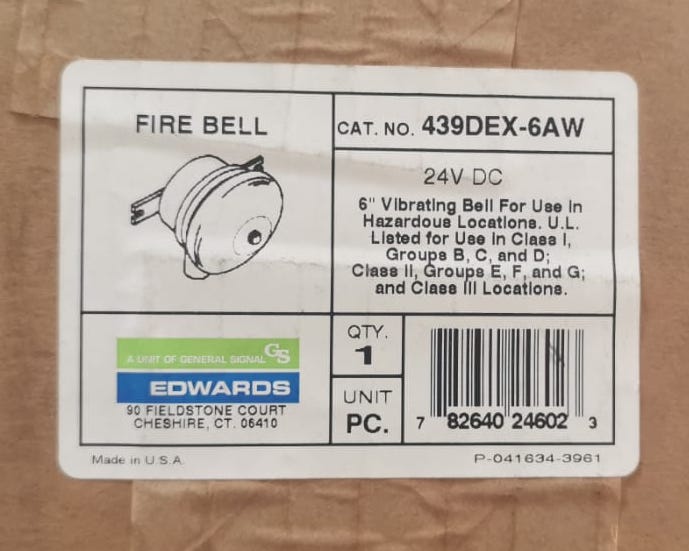 FIRE BELL
CAT. NO. 439DEX-6AW
24V DC
6" Vibrating Bell For Use in
Hazardous Locations. U.L.
Listed for Use in Class I,
Groups B, C, and D;
Class II, Groups E, F, and G;
and Class III Locations.
A UNIT OF GENERAL SIGNAL GS
EDWARDS
90 FIELDSTONE COURT
CHESHIRE, CT. 06410
QTY.
1
UNIT
PC.
7 82640 24602 3
Made in U.S.A.
P-041634-3961